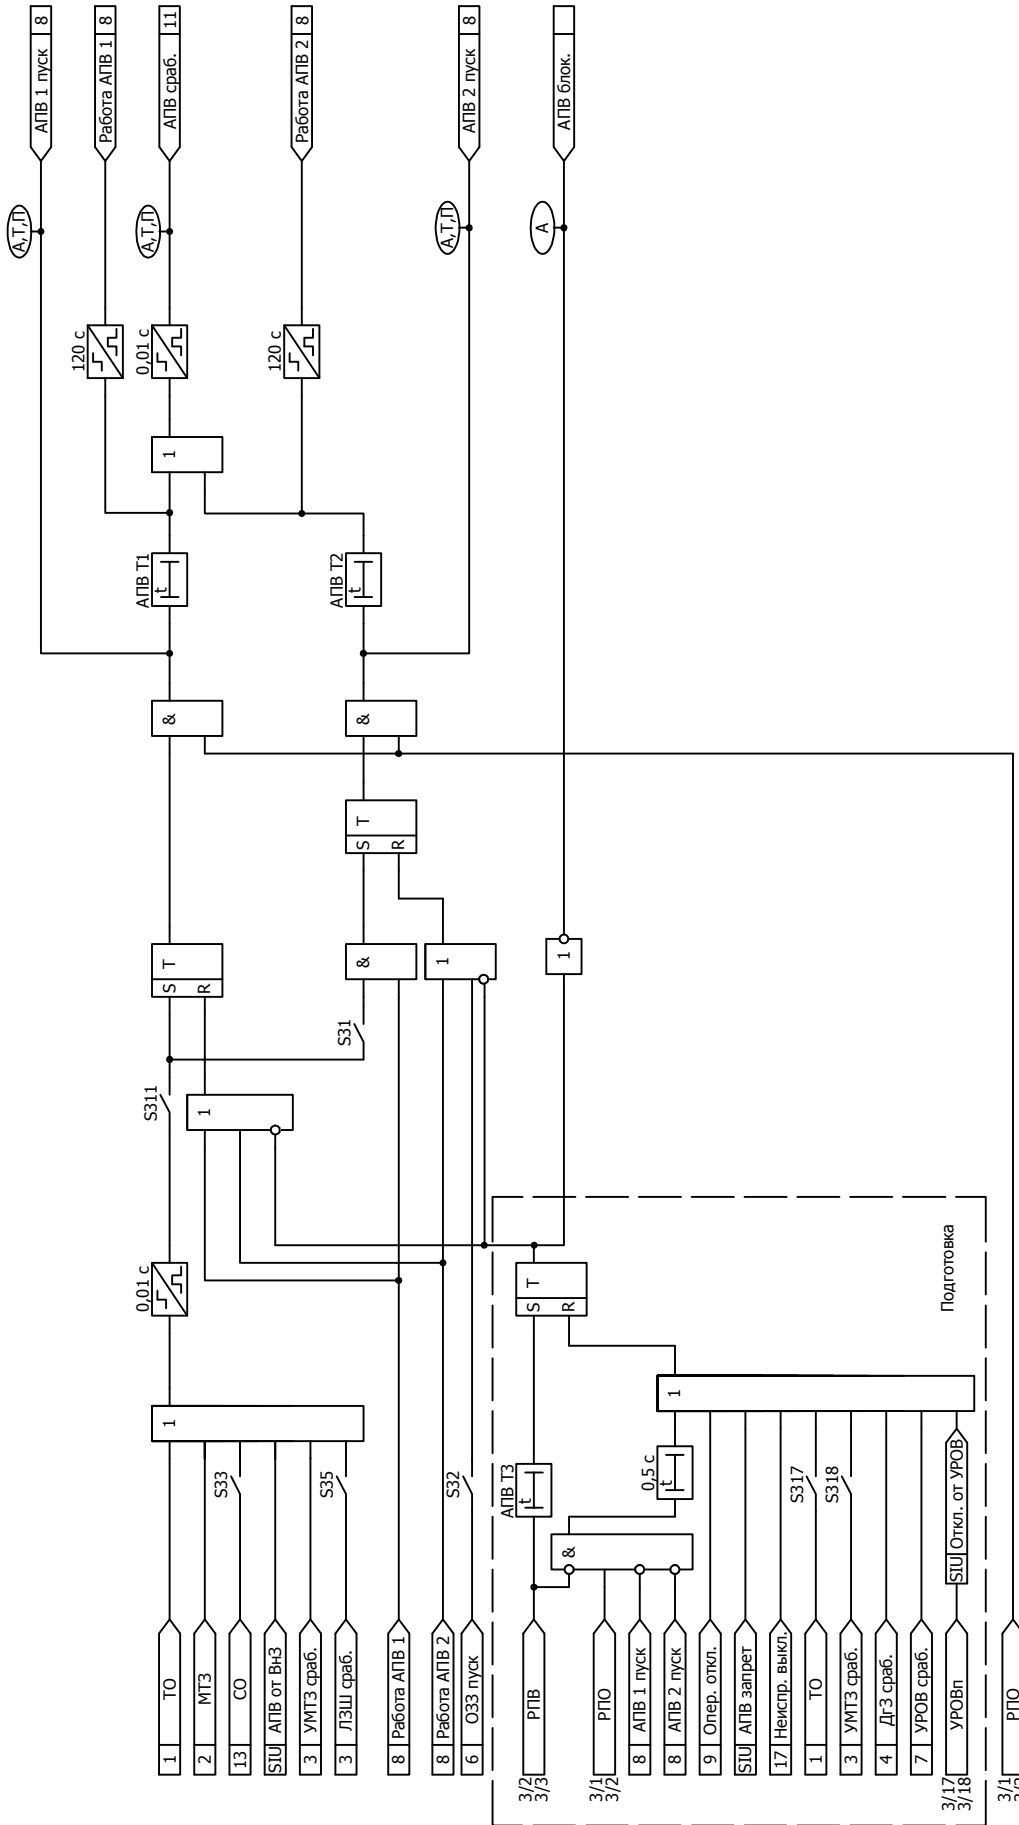 АПВ 1 пуск 8
А,Т,П
120 с
Работа АПВ 1 8
АПВ Т1
0,01 с
0,01 с
S311
1 ТО
1
S T
R
&
t
1
А,Т,П
АПВ сраб. 11
2 МТЗ
1
13 СО
S33
SIU АПВ от ВнЗ
120 с
3 УМТЗ сраб.
Работа АПВ 2 8
3 ЛЗШ сраб.
S35
S31
АПВ Т2
&
S T
R
&
t
8 Работа АПВ 1
8 Работа АПВ 2
1
А,Т,П
АПВ 2 пуск 8
6 ОЗЗ пуск
S32
АПВ Т3
3/2
3/3
РПВ
t
S T
R
А
1
АПВ блок.
&
3/1
3/2
РПО
8 АПВ 1 пуск
0,5 с
t
8 АПВ 2 пуск
1
9 Опер. откл.
SIU АПВ запрет
17 Неиспр. выкл.
1 ТО
S317
3 УМТЗ сраб.
S318
4 ДгЗ сраб.
7 УРОВ сраб.
Подготовка
3/17
3/18
УРОВп
SIU Откл. от УРОВ
3/1
РПО